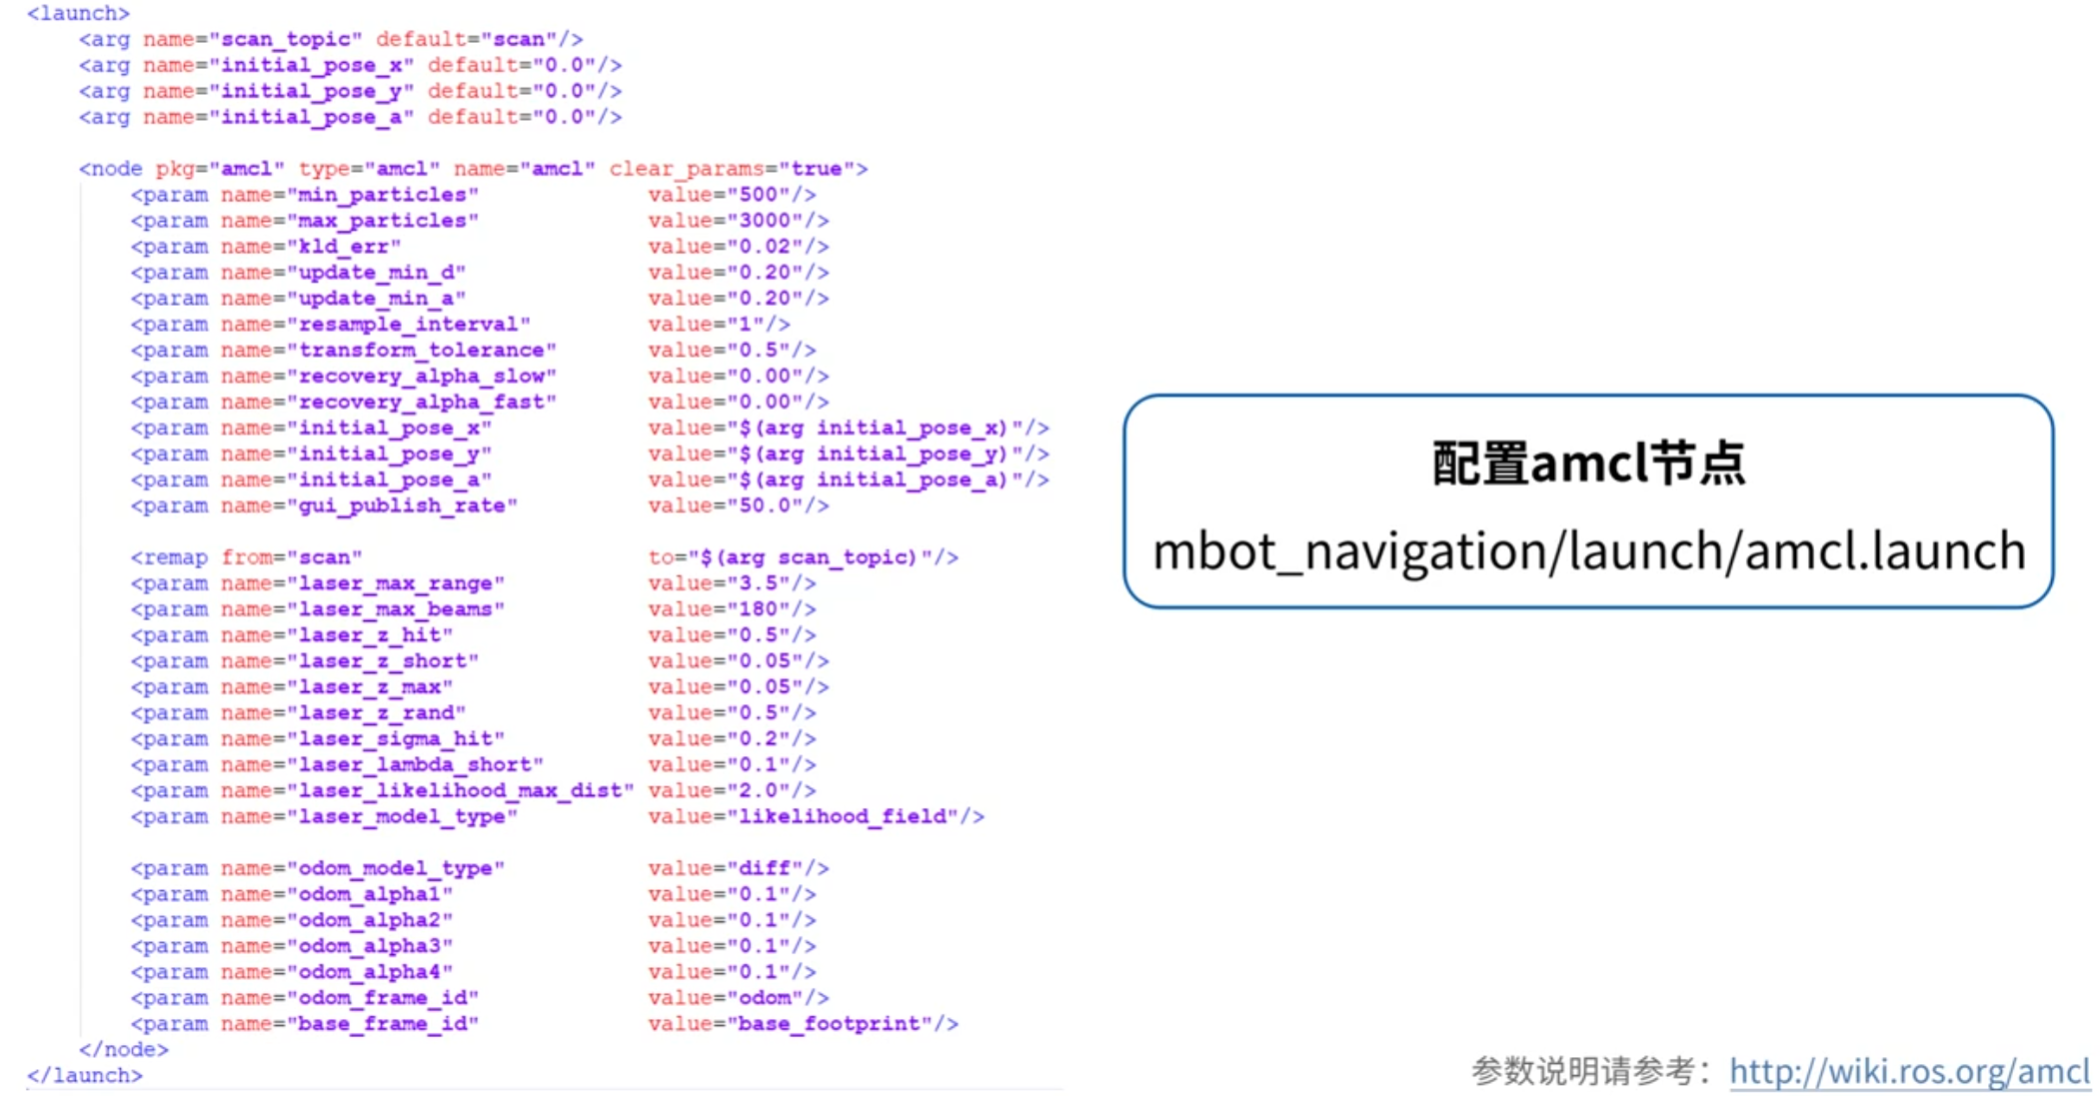 <launch>
<arg name="scan_topic" default="scan"/>
<arg name="initial_pose_x" default="0.0"/>
<arg name="initial_pose_y" default="0.0"/>
<arg name="initial_pose_a" default="0.0"/>
<node pkg="amcl" type="amcl" name="amcl" clear_params="true">
<param name="min_particles" value="500"/>
<param name="max_particles" value="3000"/>
<param name="kld_err" value="0.02"/>
<param name="update_min_d" value="0.20"/>
<param name="update_min_a" value="0.20"/>
<param name="resample_interval" value="1"/>
<param name="transform_tolerance" value="0.5"/>
<param name="recovery_alpha_slow" value="0.00"/>
<param name="recovery_alpha_fast" value="0.00"/>
<param name="initial_pose_x" value="$(arg initial_pose_x)"/>
<param name="initial_pose_y" value="$(arg initial_pose_y)"/>
<param name="initial_pose_a" value="$(arg initial_pose_a)"/>
<param name="gui_publish_rate" value="50.0"/>
<remap from="scan" to="$(arg scan_topic)"/>
<param name="laser_max_range" value="3.5"/>
<param name="laser_max_beams" value="180"/>
<param name="laser_z_hit" value="0.5"/>
<param name="laser_z_short" value="0.05"/>
<param name="laser_z_max" value="0.05"/>
<param name="laser_z_rand" value="0.5"/>
<param name="laser_sigma_hit" value="0.2"/>
<param name="laser_lambda_short" value="0.1"/>
<param name="laser_likelihood_max_dist" value="2.0"/>
<param name="laser_model_type" value="likelihood_field"/>
<param name="odom_model_type" value="diff"/>
<param name="odom_alpha1" value="0.1"/>
<param name="odom_alpha2" value="0.1"/>
<param name="odom_alpha3" value="0.1"/>
<param name="odom_alpha4" value="0.1"/>
<param name="odom_frame_id" value="odom"/>
<param name="base_frame_id" value="base_footprint"/>
</node>
</launch>
配置amcl节点
mbot_navigation/launch/amcl.launch
参数说明请参考：http://wiki.ros.org/amcl